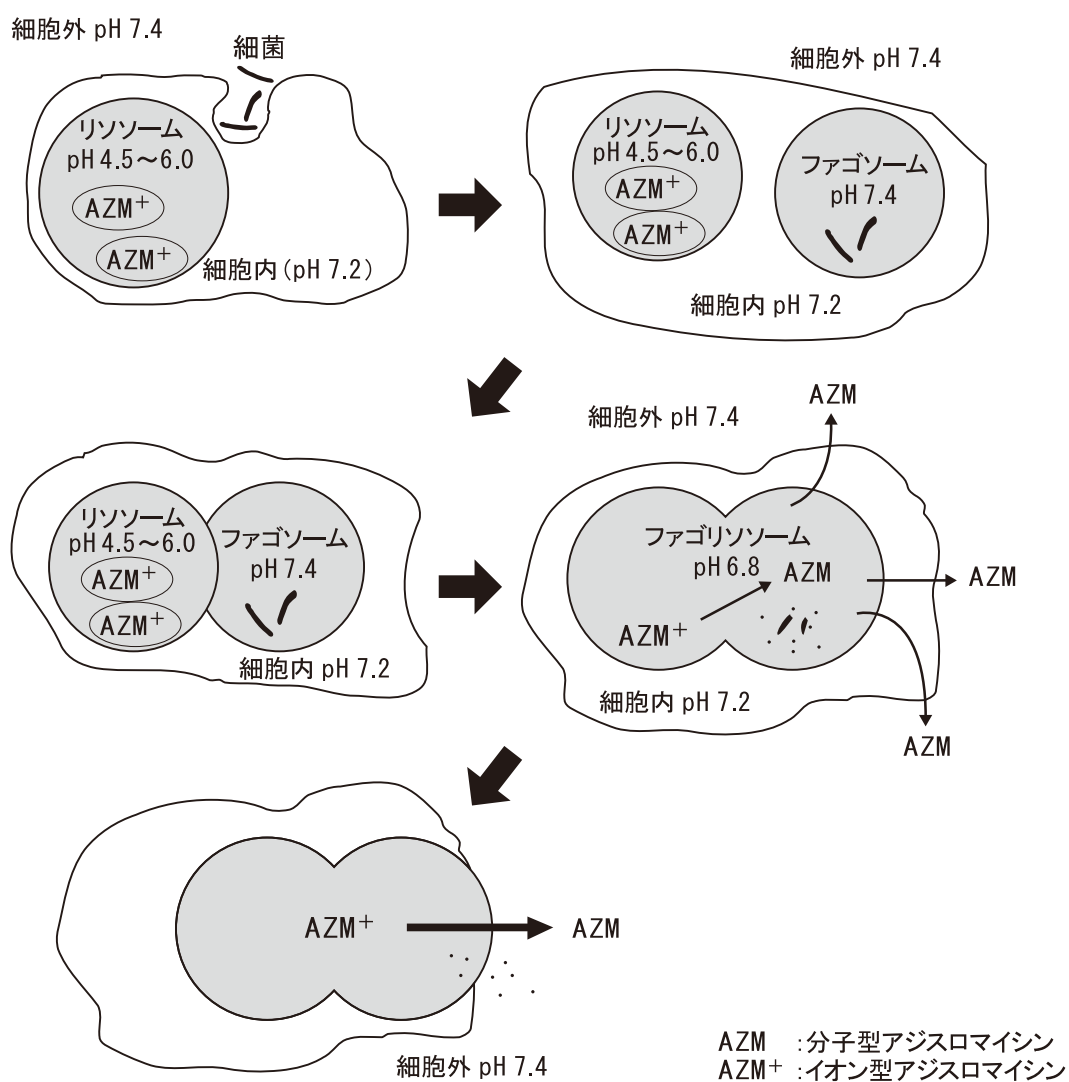 細胞外 pH 7.4
細菌
リソソーム
pH 4.5～6.0
AZM+
AZM+
細胞内（pH 7.2）
細胞外 pH 7.4
リソソーム
pH 4.5～6.0
AZM+
AZM+
ファゴソーム
pH 7.4
細胞内 pH 7.2
リソソーム
pH 4.5～6.0
AZM+
AZM+
ファゴソーム
pH 7.4
細胞内 pH 7.2
細胞外 pH 7.4
AZM
ファゴリソソーム
pH 6.8
AZM
AZM+
AZM
AZM
細胞内 pH 7.2
AZM+
AZM
細胞外 pH 7.4
AZM ：分子型アジスロマイシン
AZM+ ：イオン型アジスロマイシン